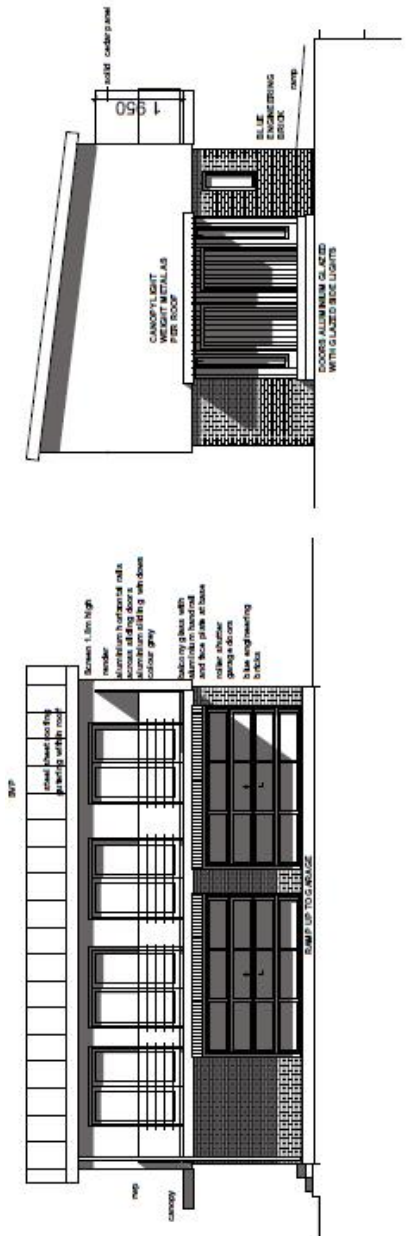 solid cedar panel
1 950
CANOPY LIGHT
WEIGHT METAL AS
PER ROOF
BLUE
ENGINEERING
BRICK
ramp
DOORS ALUMINIUM GLAZED
WITH GLAZED SIDE LIGHTS
SVP
steel sheet roofing
guttering within roof
Screen 1.8m high
render
aluminium horizontal rails
across sliding doors
aluminium sliding windows
colour grey
balcony glass with
aluminium handrail
and face plate at base
roller shutter
garage doors
blue engineering
bricks
RAMP UP TO GARAGE
rwp
canopy